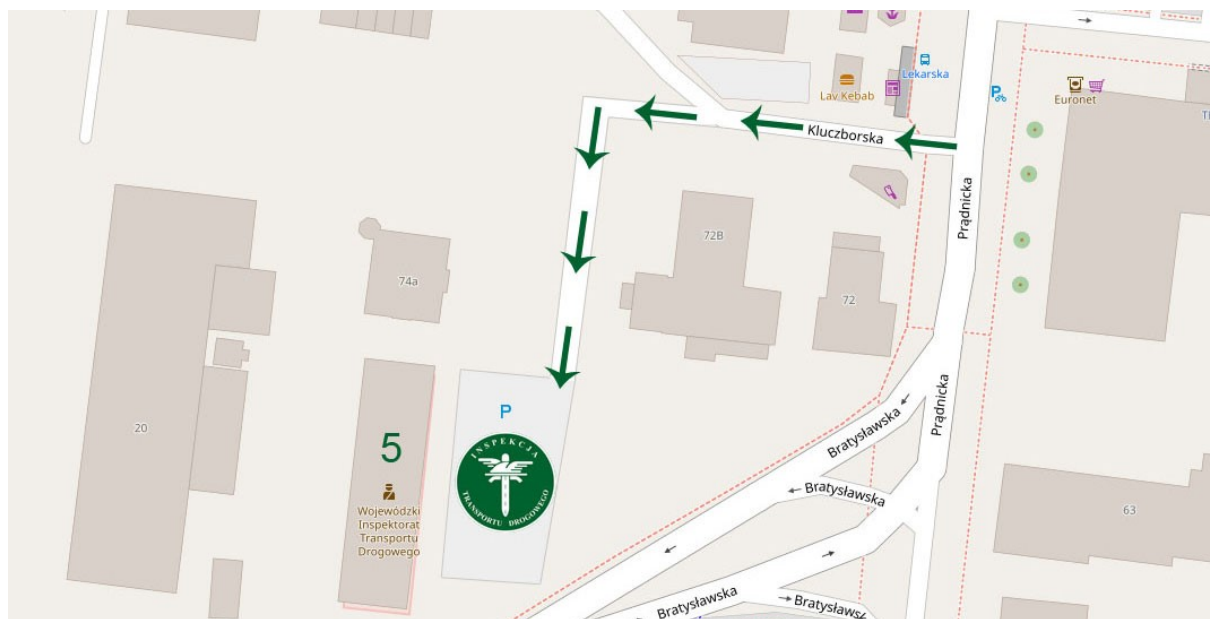 Lekarska
Lav Kebab
Euronet
P
Kluczborska
Prądnicka
72B
74a
72
Prądnicka
P
Bratysławska
20
5
INSPEKCJA
TRANSPORTU DROGOWEGO
Wojewódzki
Inspektorat
Transportu
Drogowego
Bratysławska
63
Bratysławska